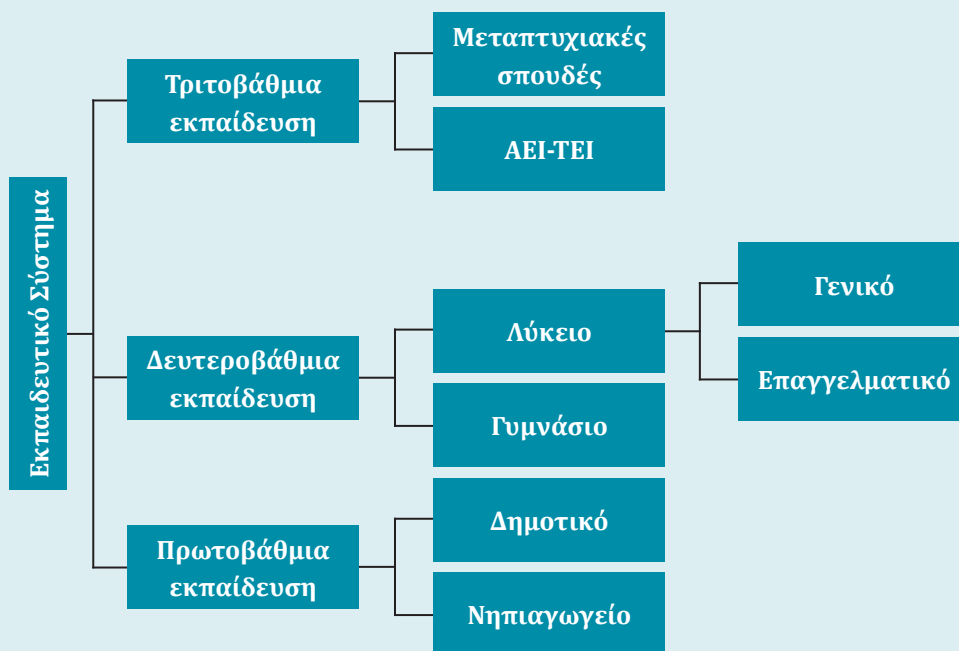 Εκπαιδευτικό Σύστημα
Τριτοβάθμια
εκπαίδευση
Μεταπτυχιακές
σπουδές
ΑΕΙ-ΤΕΙ
Δευτεροβάθμια
εκπαίδευση
Λύκειο
Γενικό
Επαγγελματικό
Γυμνάσιο
Πρωτοβάθμια
εκπαίδευση
Δημοτικό
Νηπιαγωγείο